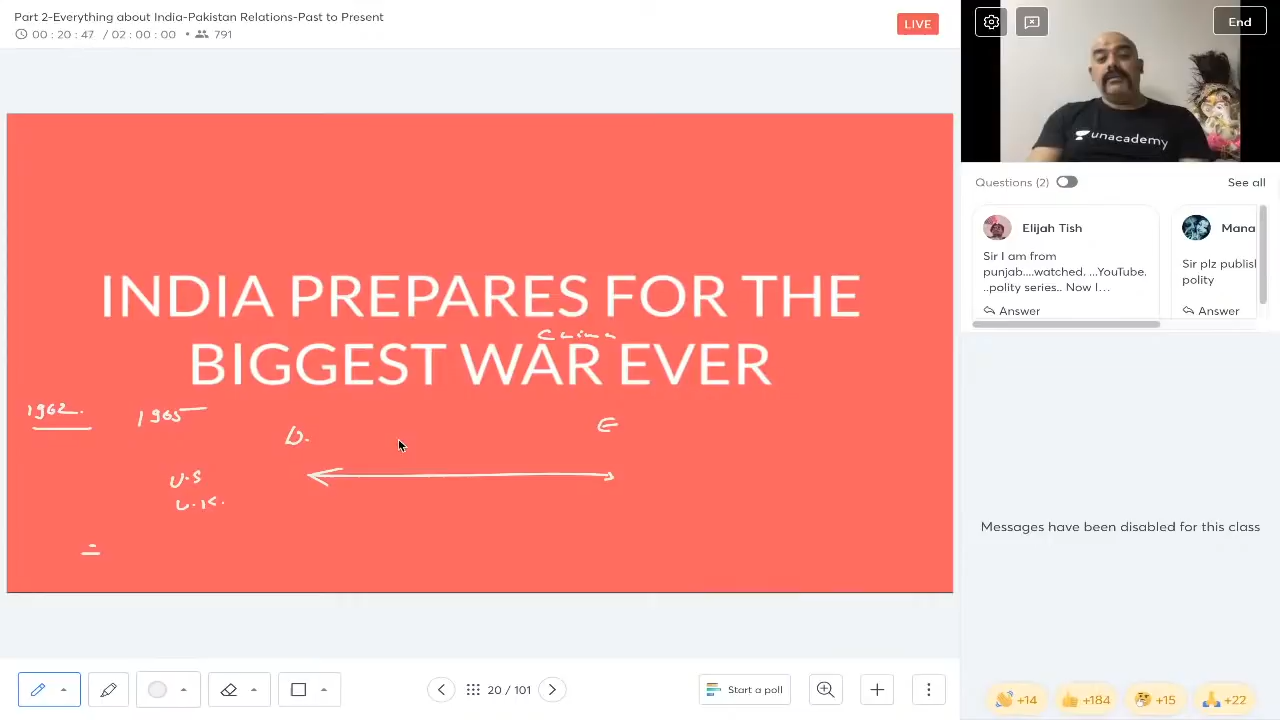 Part 2-Everything about India-Pakistan Relations-Past to Present
00 : 20 : 47 / 02 : 00 : 00 • 791
LIVE
End
unacademy
Questions (2)
See all
Elijah Tish
Sir I am from
punjab....watched. ...YouTube.
..polity series.. Now I...
Answer
Mana
Sir plz publis
polity
Answer
INDIA PREPARES FOR THE
China
BIGGEST WAR EVER
1962. 1965
D. E
U.S
U.K.
Messages have been disabled for this class
20 / 101
Start a poll
+14 +184 +15 +22